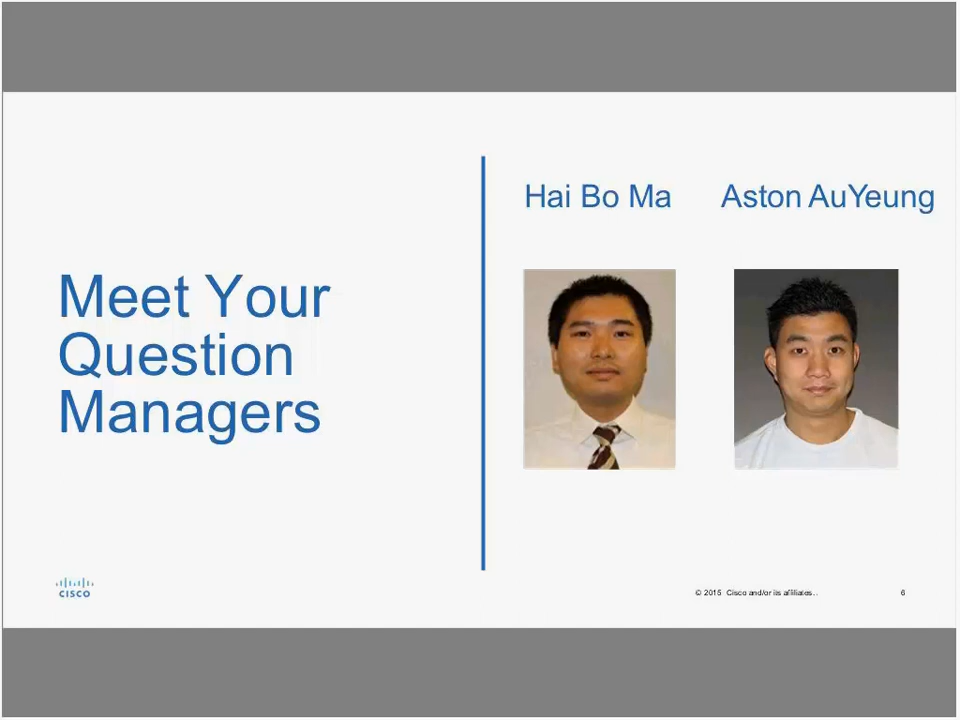 Hai Bo Ma
Aston AuYeung
Meet Your
Question
Managers
CISCO
© 2015 Cisco and/or its affiliates..
6